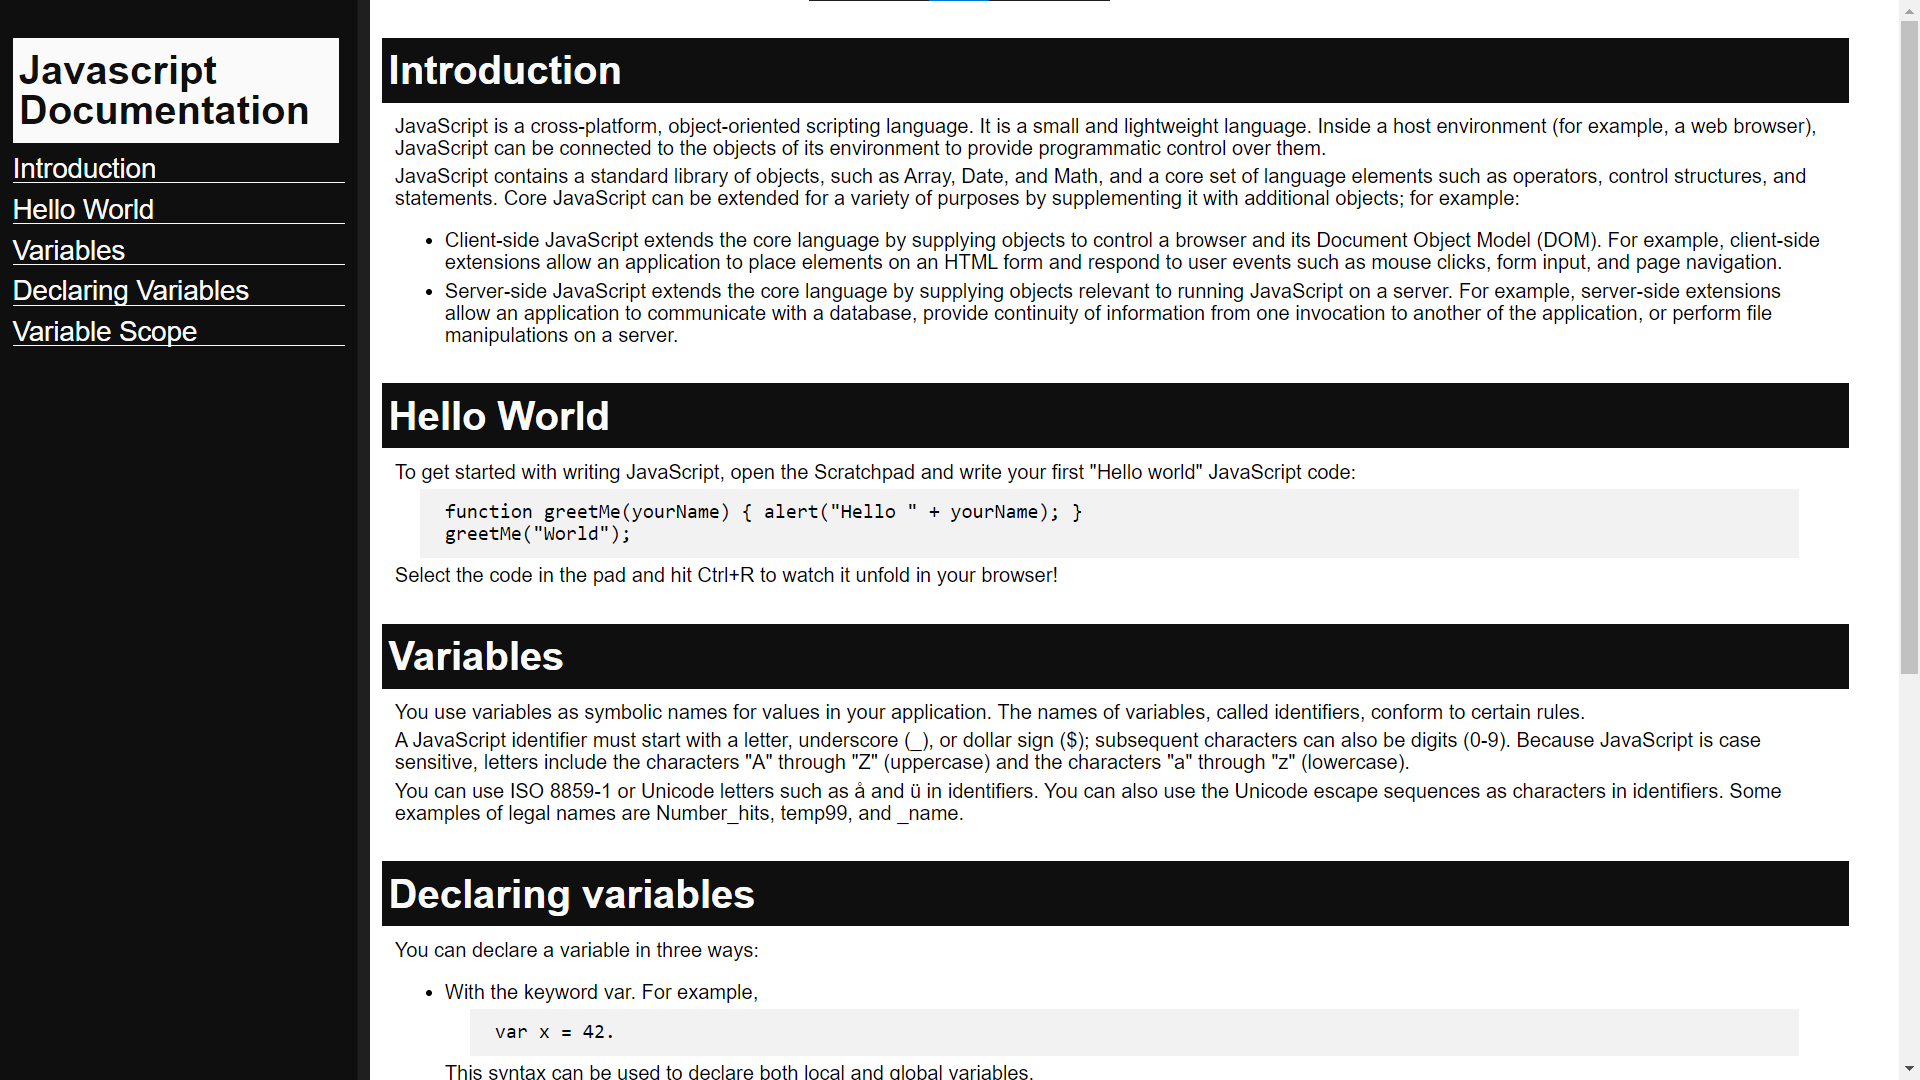 Javascript
Documentation
Introduction
Hello World
Variables
Declaring Variables
Variable Scope
Introduction
JavaScript is a cross-platform, object-oriented scripting language. It is a small and lightweight language. Inside a host environment (for example, a web browser),
JavaScript can be connected to the objects of its environment to provide programmatic control over them.
JavaScript contains a standard library of objects, such as Array, Date, and Math, and a core set of language elements such as operators, control structures, and
statements. Core JavaScript can be extended for a variety of purposes by supplementing it with additional objects; for example:
• Client-side JavaScript extends the core language by supplying objects to control a browser and its Document Object Model (DOM). For example, client-side
extensions allow an application to place elements on an HTML form and respond to user events such as mouse clicks, form input, and page navigation.
• Server-side JavaScript extends the core language by supplying objects relevant to running JavaScript on a server. For example, server-side extensions
allow an application to communicate with a database, provide continuity of information from one invocation to another of the application, or perform file
manipulations on a server.
Hello World
To get started with writing JavaScript, open the Scratchpad and write your first "Hello world" JavaScript code:
function greetMe(yourName) { alert("Hello " + yourName); }
greetMe("World");
Select the code in the pad and hit Ctrl+R to watch it unfold in your browser!
Variables
You use variables as symbolic names for values in your application. The names of variables, called identifiers, conform to certain rules.
A JavaScript identifier must start with a letter, underscore (_), or dollar sign ($); subsequent characters can also be digits (0-9). Because JavaScript is case
sensitive, letters include the characters "A" through "Z" (uppercase) and the characters "a" through "z" (lowercase).
You can use ISO 8859-1 or Unicode letters such as å and ü in identifiers. You can also use the Unicode escape sequences as characters in identifiers. Some
examples of legal names are Number_hits, temp99, and _name.
Declaring variables
You can declare a variable in three ways:
• With the keyword var. For example,
var x = 42.
This syntax can be used to declare both local and global variables.